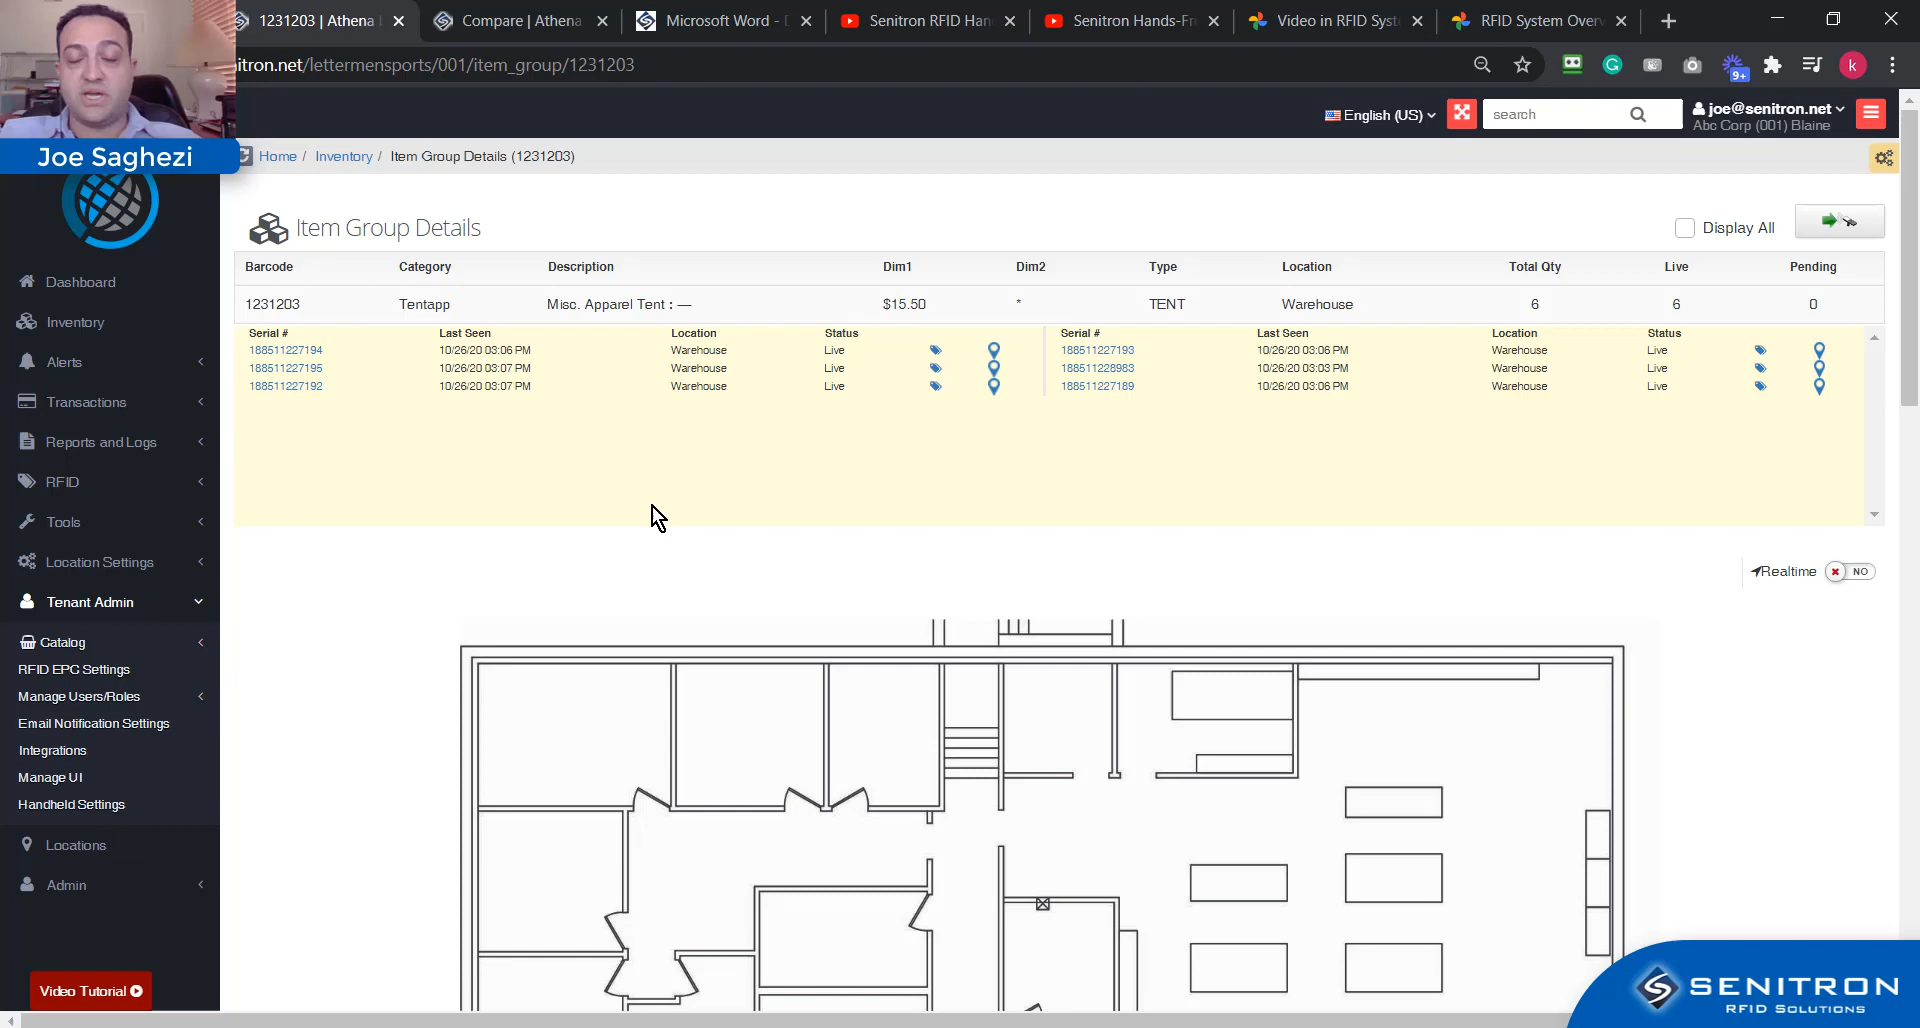 1231203 | Athena
Compare | Athena
Microsoft Word -
Senitron RFID Han
Senitron Hands-Fr
Video in RFID Syst
RFID System Over
itron.net/lettermensports/001/item_group/1231203
9+
k
Joe Saghezi
English (US)
search
joe@senitron.net
Abc Corp (001) Blaine
Home / Inventory / Item Group Details (1231203)
Item Group Details
Display All
Barcode Category Description Dim1 Dim2 Type Location Total Qty Live Pending
1231203 Tentapp Misc. Apparel Tent : — $15.50 * TENT Warehouse 6 6 0
Serial # Last Seen Location Status Serial # Last Seen Location Status
188511227194 10/26/20 03:06 PM Warehouse Live 188511227193 10/26/20 03:06 PM Warehouse Live
188511227195 10/26/20 03:07 PM Warehouse Live 188511228983 10/26/20 03:03 PM Warehouse Live
188511227192 10/26/20 03:07 PM Warehouse Live 188511227189 10/26/20 03:06 PM Warehouse Live
Realtime NO
Dashboard
Inventory
Alerts
Transactions
Reports and Logs
RFID
Tools
Location Settings
Tenant Admin
Catalog
RFID EPC Settings
Manage Users/Roles
Email Notification Settings
Integrations
Manage UI
Handheld Settings
Locations
Admin
Video Tutorial
SENITRON
RFID SOLUTIONS